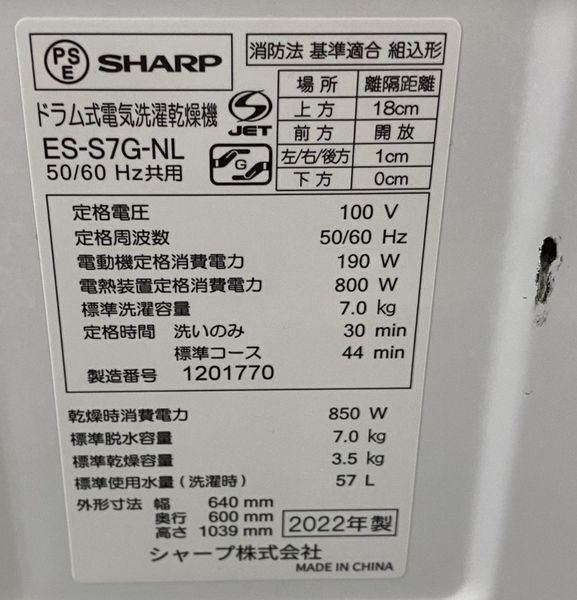 PS
E
SHARP
消防法 基準適合 組込形
場所 離隔距離
上方 18cm
前方 開放
左/右/後方 1cm
下方 0cm
ドラム式電気洗濯乾燥機
S
JET
ES-S7G-NL
G
50/60 Hz共用
定格電圧 100 V
定格周波数 50/60 Hz
電動機定格消費電力 190 W
電熱装置定格消費電力 800 W
標準洗濯容量 7.0 kg
定格時間 洗いのみ 30 min
標準コース 44 min
製造番号 1201770
乾燥時消費電力 850 W
標準脱水容量 7.0 kg
標準乾燥容量 3.5 kg
標準使用水量(洗濯時) 57 L
外形寸法 幅 640 mm
奥行 600 mm
高さ 1039 mm
2022年製
シャープ株式会社
MADE IN CHINA